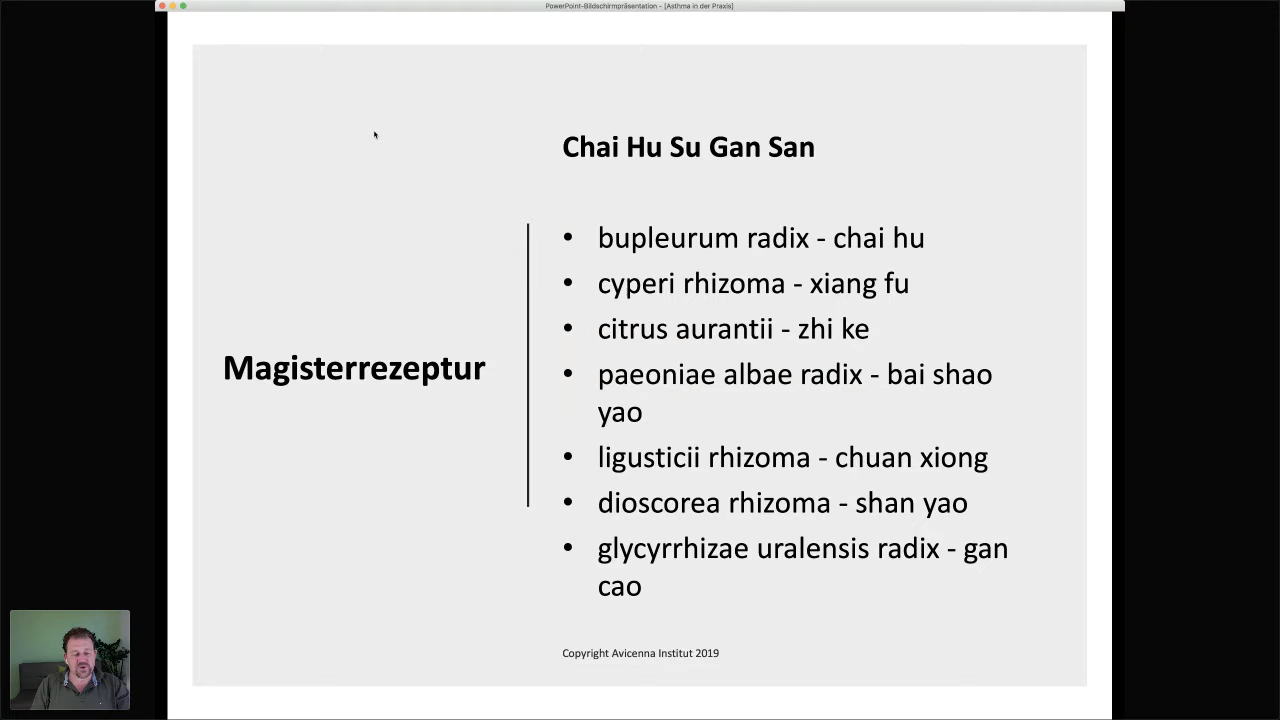 PowerPoint-Bildschirmpräsentation - [Asthma in der Praxis]
Chai Hu Su Gan San
Magisterrezeptur
• bupleurum radix - chai hu
• cyperi rhizoma - xiang fu
• citrus aurantii - zhi ke
• paeoniae albae radix - bai shao
yao
• ligusticii rhizoma - chuan xiong
• dioscorea rhizoma - shan yao
• glycyrrhizae uralensis radix - gan
cao
Copyright Avicenna Institut 2019